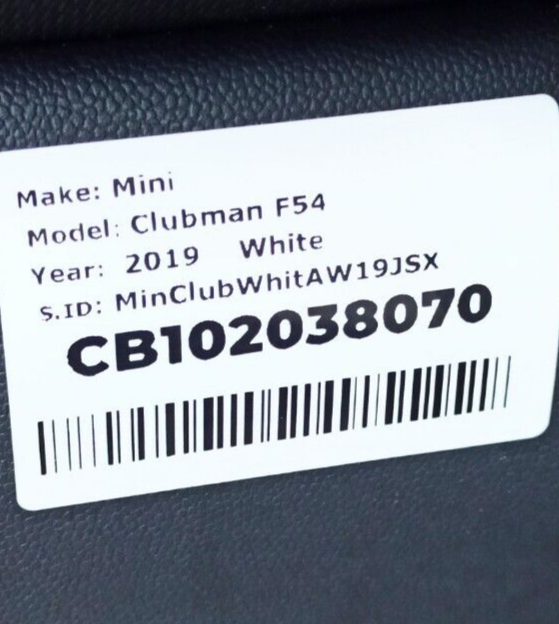 Make: Mini
Model: Clubman F54
Year: 2019 White
S.ID: MinClubWhitAW19JSX
CB102038070